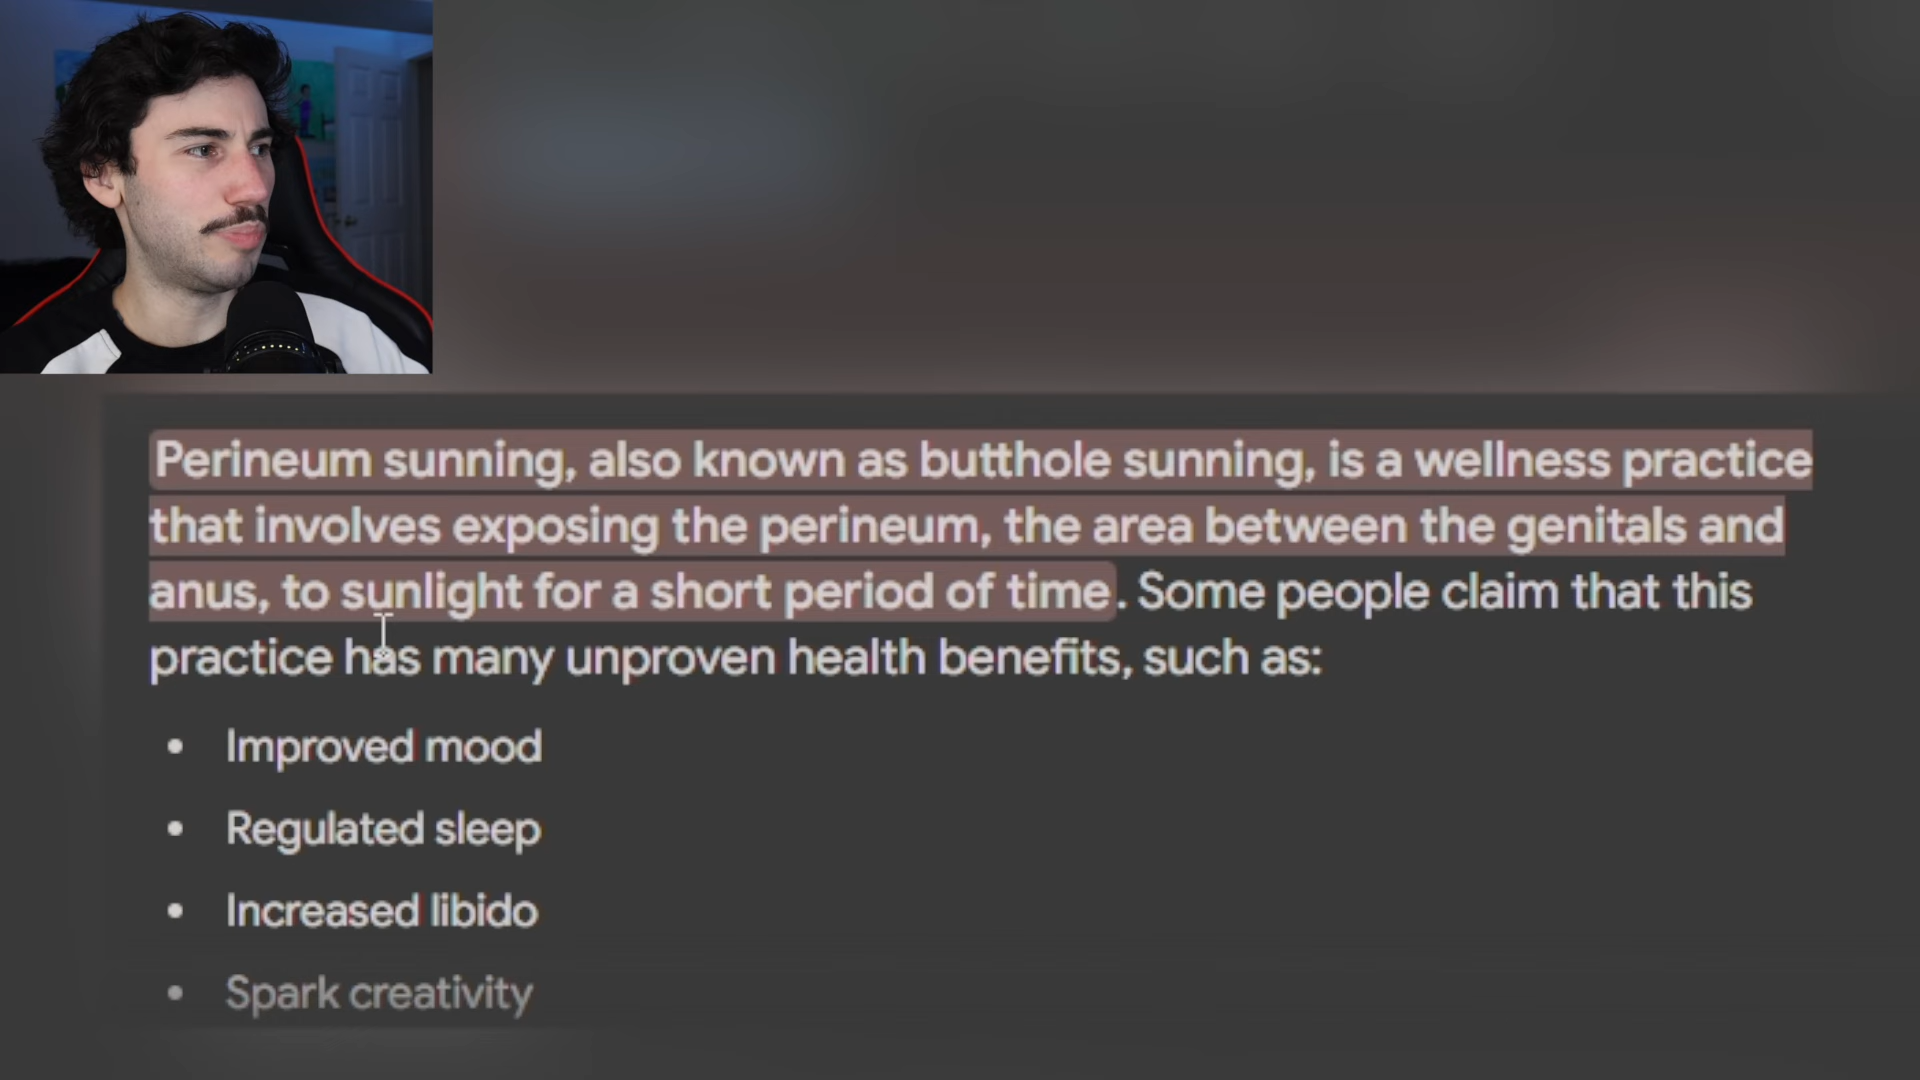 Perineum sunning, also known as butthole sunning, is a wellness practice
that involves exposing the perineum, the area between the genitals and
anus, to sunlight for a short period of time. Some people claim that this
practice has many unproven health benefits, such as:
• Improved mood
• Regulated sleep
• Increased libido
• Spark creativity